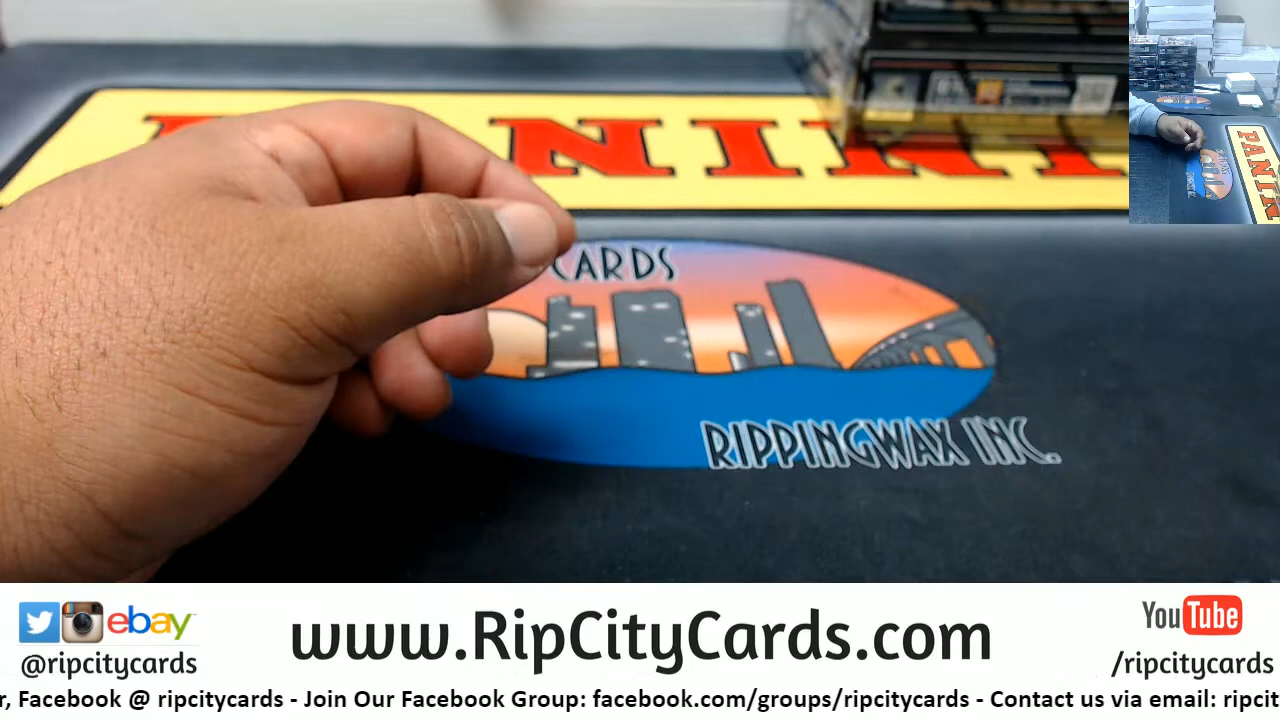 PANINI
CARDS
RIPPINGWAX INC.
PANINI
ebay
@ripcitycards
www.RipCityCards.com
YouTube
/ripcitycards
r, Facebook @ ripcitycards - Join Our Facebook Group: facebook.com/groups/ripcitycards - Contact us via email: ripcit